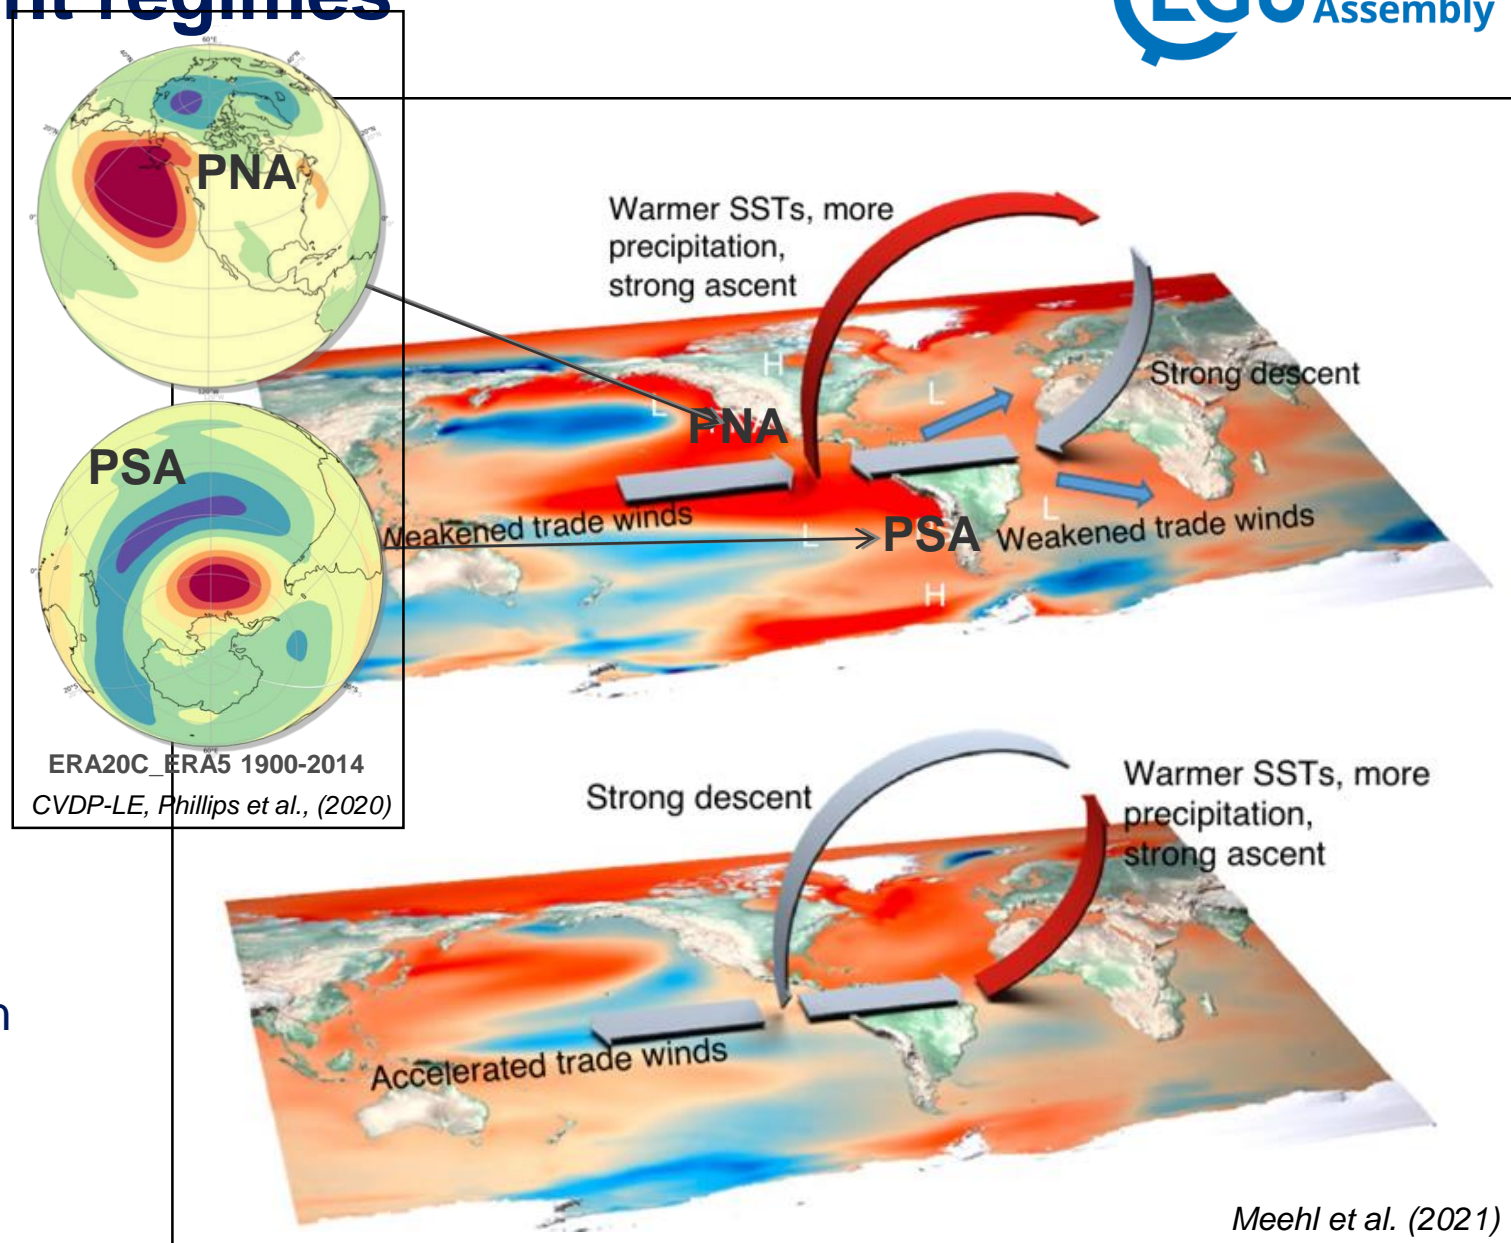 nt regimes
EGU
Assembly
PNA
PSA
ERA20C_ERA5 1900-2014
CVDP-LE, Phillips et al., (2020)
Warmer SSTs, more
precipitation,
strong ascent
Strong descent
H
L
L
PNA
Weakened trade winds
L
PSA
L
Weakened trade winds
H
Strong descent
Warmer SSTs, more
precipitation,
strong ascent
n
Accelerated trade winds
Meehl et al. (2021)